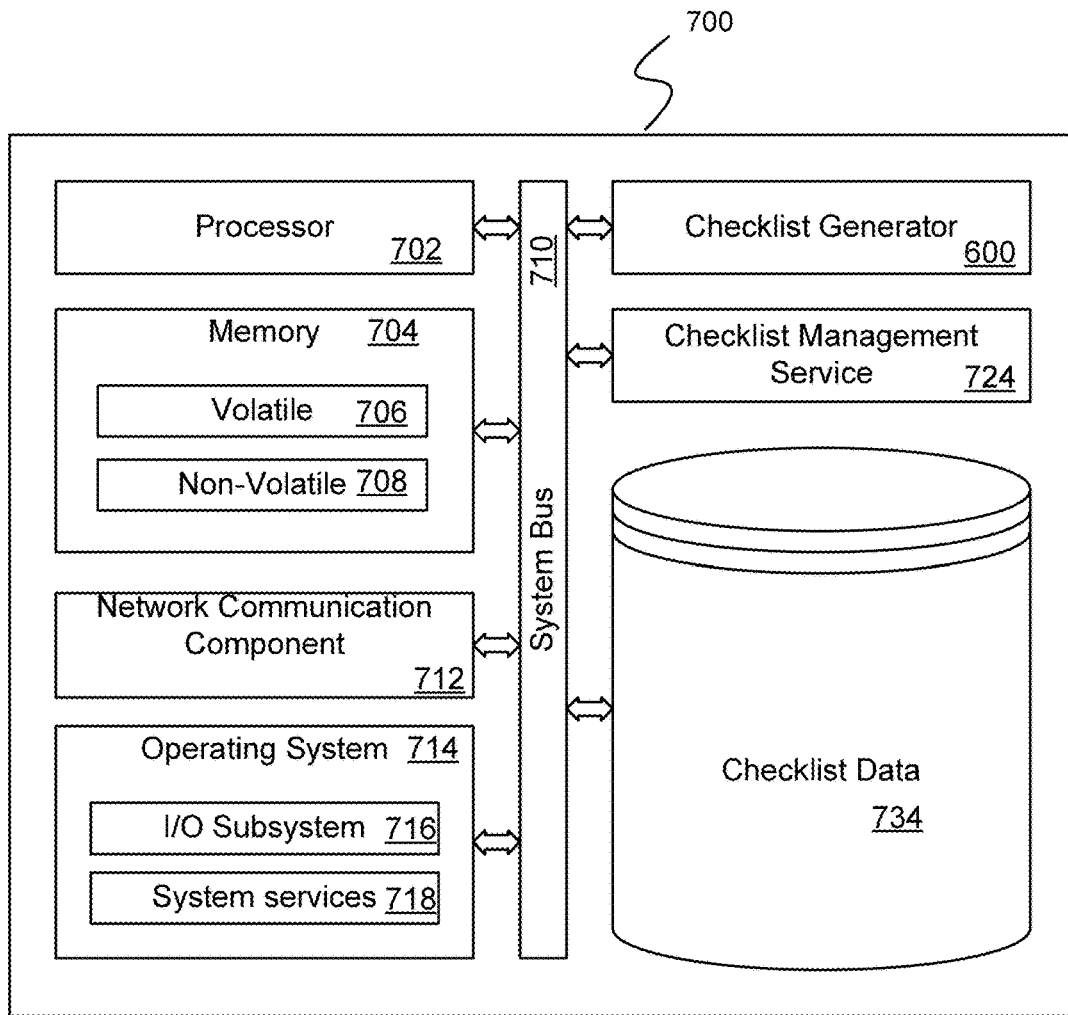 700
Processor
702
Memory 704
Volatile 706
Non-Volatile 708
Network Communication
Component
712
Operating System 714
I/O Subsystem 716
System services 718
710
System Bus
Checklist Generator
600
Checklist Management
Service 724
Checklist Data
734